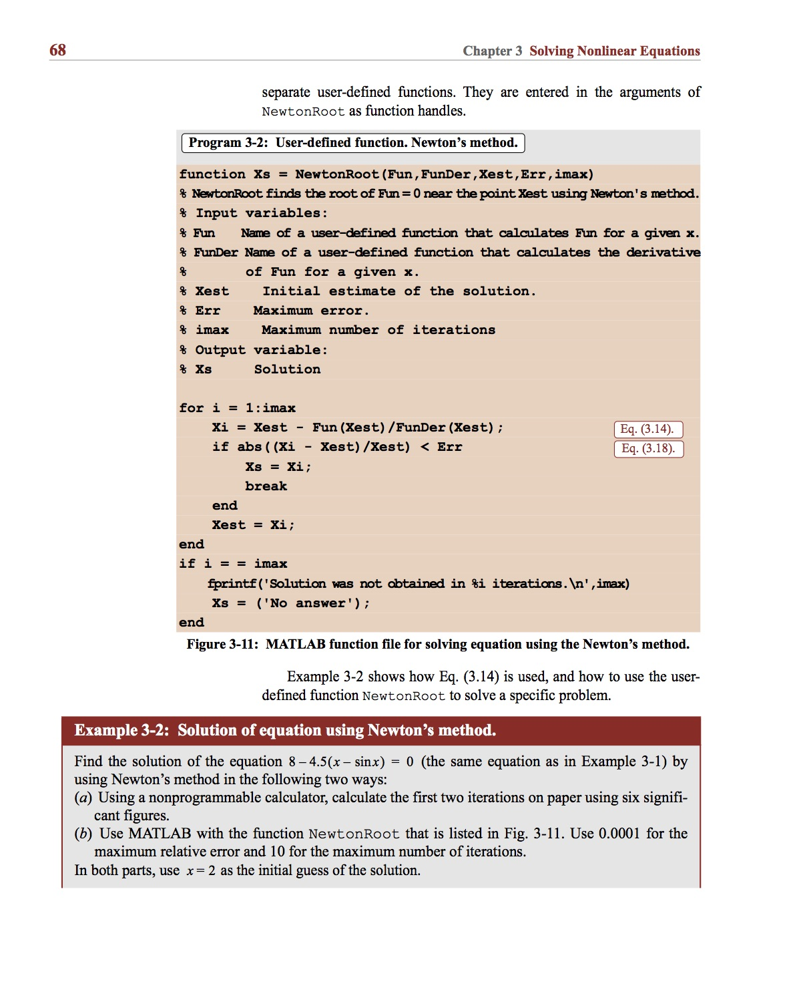 68
Chapter 3 Solving Nonlinear Equations
separate user-defined functions. They are entered in the arguments of
NewtonRoot as function handles.
Program 3-2: User-defined function. Newton's method.
function Xs = NewtonRoot(Fun,FunDer,Xest,Err,imax)
% NewtonRoot finds the root of Fun = 0 near the point Xest using Newton's method.
% Input variables:
% Fun    Name of a user-defined function that calculates Fun for a given x.
% FunDer Name of a user-defined function that calculates the derivative
%        of Fun for a given x.
% Xest    Initial estimate of the solution.
% Err    Maximum error.
% imax    Maximum number of iterations
% Output variable:
% Xs     Solution
for i = 1:imax
    Xi = Xest - Fun(Xest)/FunDer(Xest); Eq. (3.14).
    if abs((Xi - Xest)/Xest) < Err Eq. (3.18).
        Xs = Xi;
        break
    end
    Xest = Xi;
end
if i = = imax
    fprintf('Solution was not obtained in %i iterations.\n',imax)
    Xs = ('No answer');
end
Figure 3-11: MATLAB function file for solving equation using the Newton's method.
Example 3-2 shows how Eq. (3.14) is used, and how to use the user-
defined function NewtonRoot to solve a specific problem.
Example 3-2: Solution of equation using Newton's method.
Find the solution of the equation 8 – 4.5(x – sinx) = 0 (the same equation as in Example 3-1) by
using Newton's method in the following two ways:
(a) Using a nonprogrammable calculator, calculate the first two iterations on paper using six signifi-
cant figures.
(b) Use MATLAB with the function NewtonRoot that is listed in Fig. 3-11. Use 0.0001 for the
maximum relative error and 10 for the maximum number of iterations.
In both parts, use x = 2 as the initial guess of the solution.